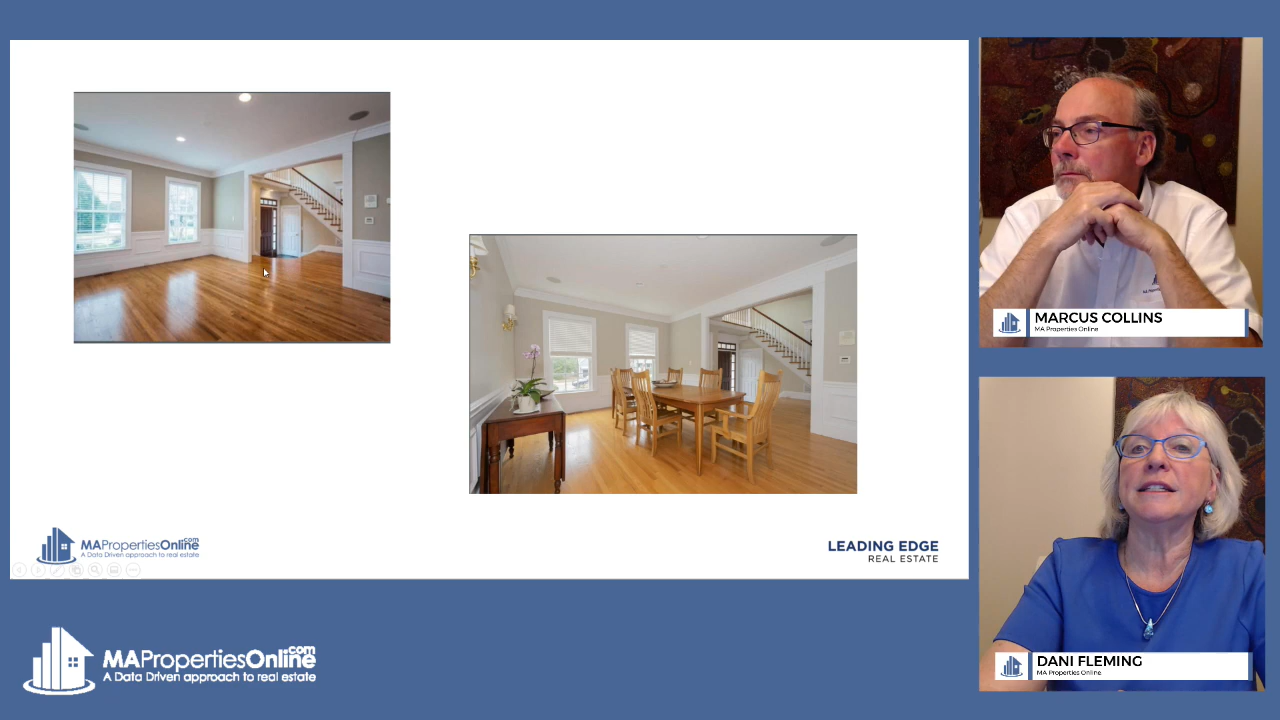 MAPropertiesOnline.com
A Data Driven approach to real estate
LEADING EDGE
REAL ESTATE
MAPropertiesOnline.com
A Data Driven approach to real estate
MARCUS COLLINS
MA Properties Online
DANI FLEMING
MA Properties Online